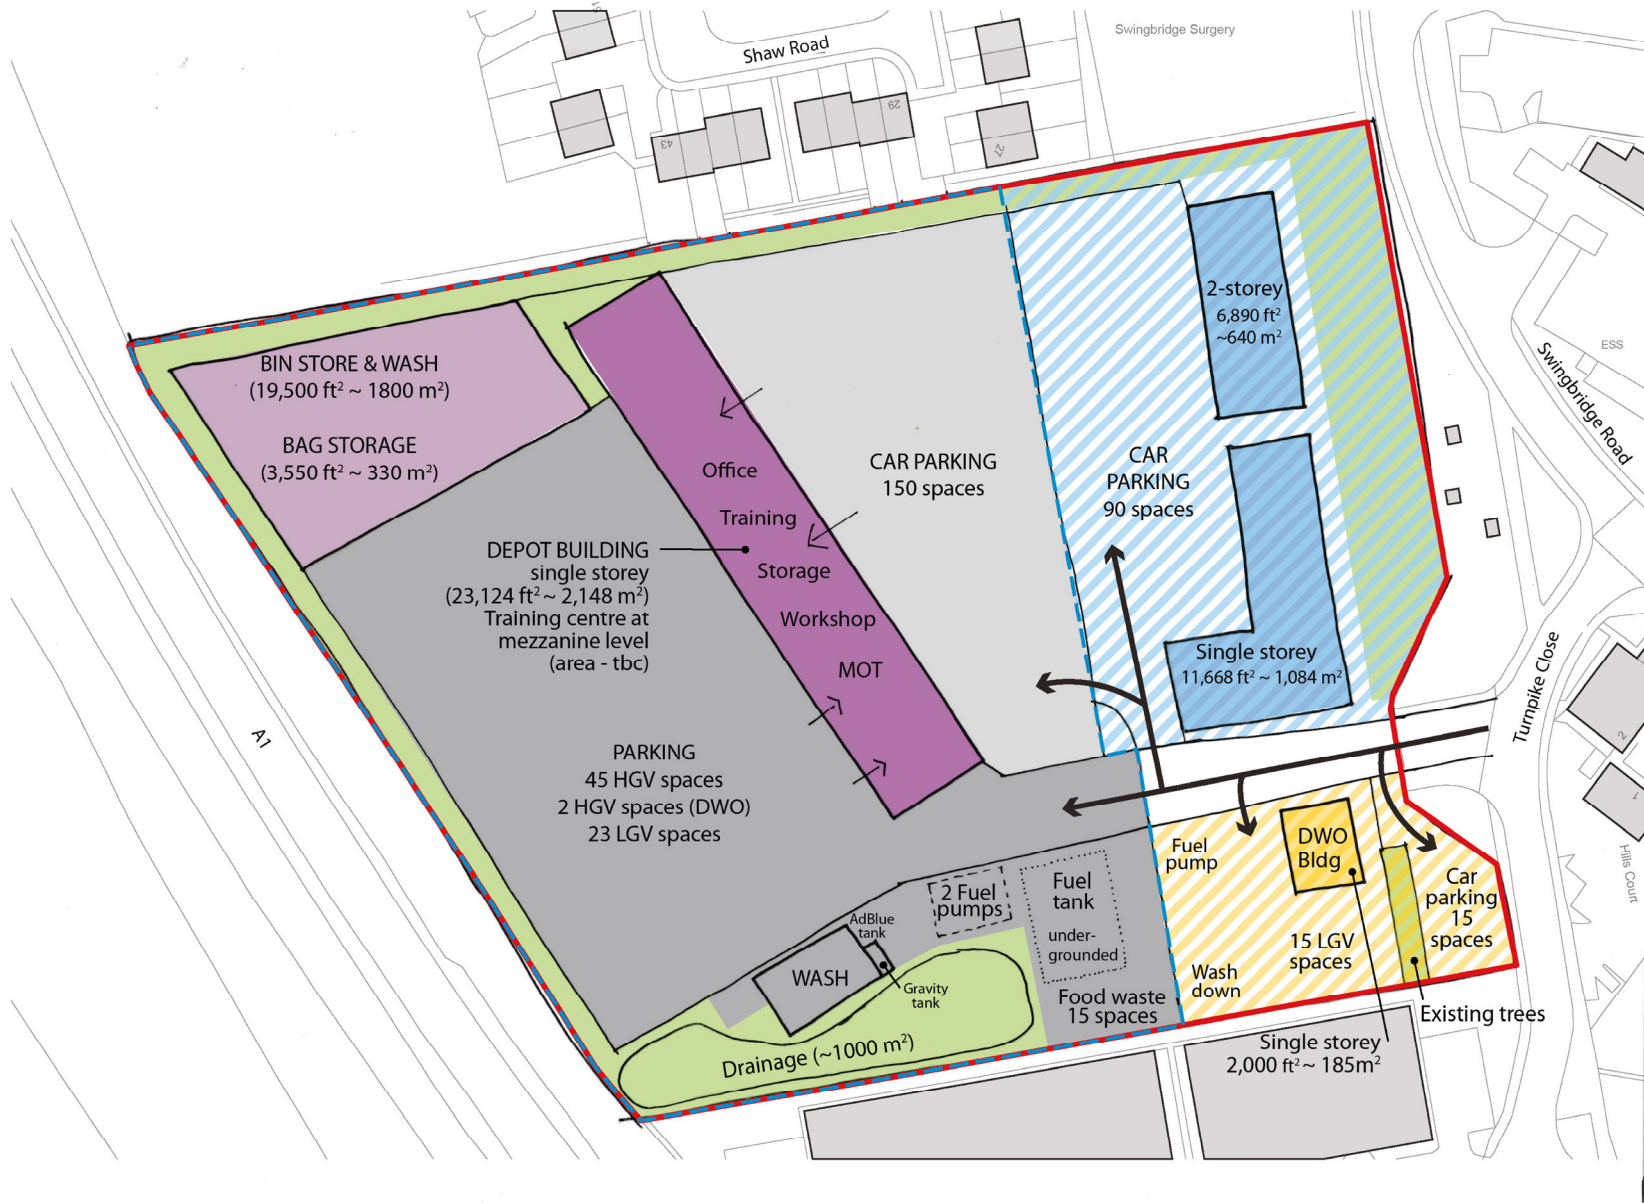 Swingbridge Surgery
Shaw Road
29
43
27
2-storey
6,890 ft²
~640 m²
ESS
Swingbridge Road
BIN STORE & WASH
(19,500 ft² ~ 1800 m²)
BAG STORAGE
(3,550 ft² ~ 330 m²)
Office
Training
Storage
Workshop
MOT
CAR PARKING
150 spaces
CAR
PARKING
90 spaces
DEPOT BUILDING
single storey
(23,124 ft² ~ 2,148 m²)
Training centre at
mezzanine level
(area - tbc)
Single storey
11,668 ft² ~ 1,084 m²
Turnpike Close
A1
PARKING
45 HGV spaces
2 HGV spaces (DWO)
23 LGV spaces
2
1
Hills Court
Fuel
pump
DWO
Bldg
Car
parking
15
spaces
2 Fuel
pumps
Fuel
tank
under-
grounded
AdBlue
tank
WASH
Gravity
tank
15 LGV
spaces
Wash
down
Food waste
15 spaces
Existing trees
Drainage (~1000 m²)
Single storey
2,000 ft² ~ 185m²